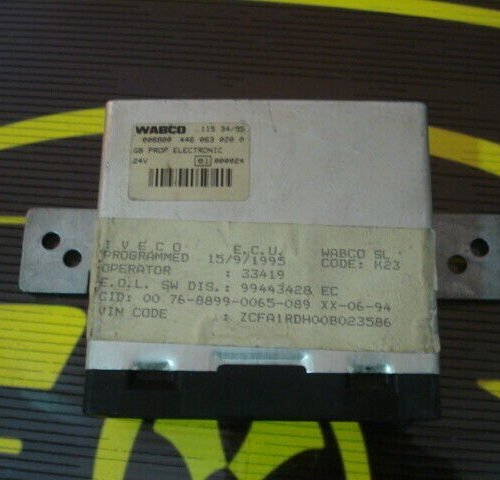 WABCO .115 34/95
006800 446 063 020 0
GB PROP ELECTRONIC
24V 01 000024
IVECO E.C.U. WABCO SL
PROGRAMMED 15/9/1995 CODE: K23
OPERATOR : 33419
E.O.L. SW DIS.: 99443428 EC
CID: 00 76-8899-0065-089 XX-06-94
VIN CODE : ZCFA1RDH00B023586